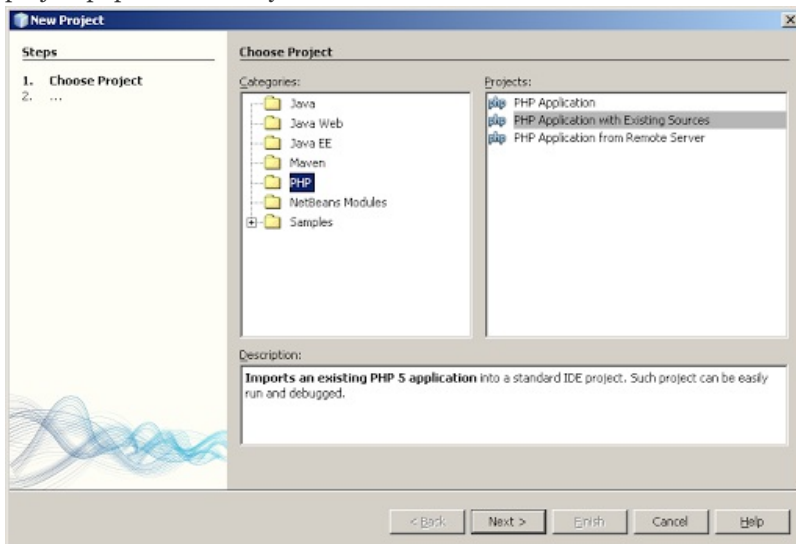 New Project
Steps
1. Choose Project
2. ...
Choose Project
Categories:
Java
Java Web
Java EE
Maven
PHP
NetBeans Modules
Samples
Projects:
php PHP Application
php PHP Application with Existing Sources
php PHP Application from Remote Server
Description:
Imports an existing PHP 5 application into a standard IDE project. Such project can be easily
run and debugged.
< Back
Next >
Finish
Cancel
Help